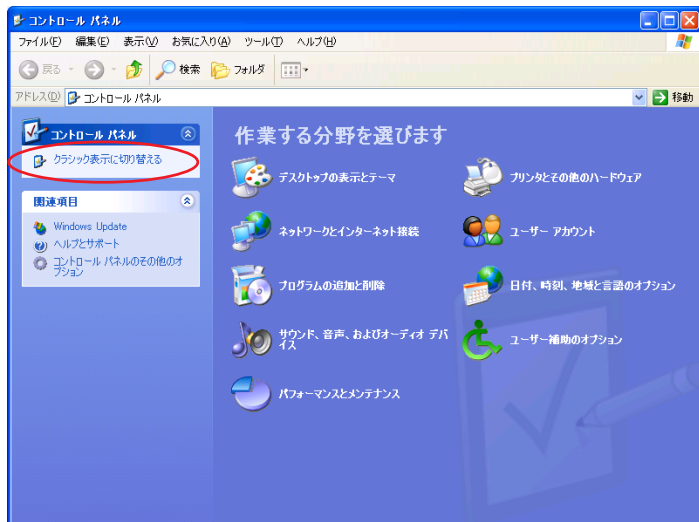 コントロール パネル
ファイル(F) 編集(E) 表示(V) お気に入り(A) ツール(T) ヘルプ(H)
戻る 検索 フォルダ
アドレス(D) コントロール パネル 移動
コントロール パネル
クラシック表示に切り替える
関連項目
Windows Update
ヘルプとサポート
コントロール パネルのその他のオ
プション
作業する分野を選びます
デスクトップの表示とテーマ
プリンタとその他のハードウェア
ネットワークとインターネット接続
ユーザー アカウント
プログラムの追加と削除
日付、時刻、地域と言語のオプション
サウンド、音声、およびオーディオ デバ
イス
ユーザー補助のオプション
パフォーマンスとメンテナンス